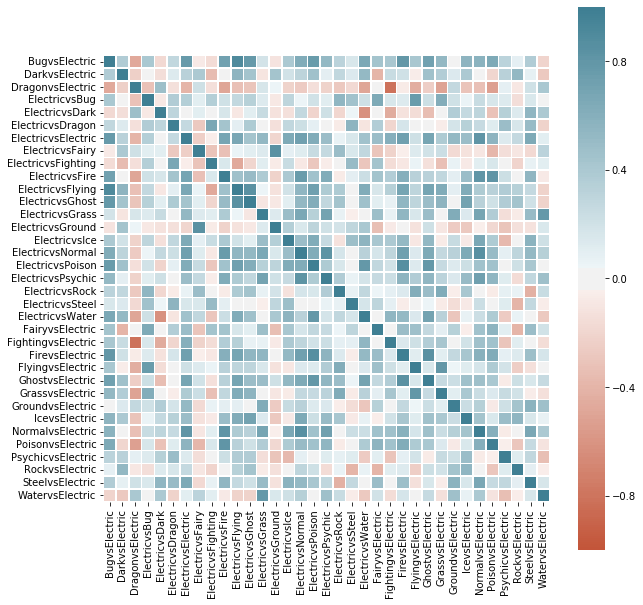 BugvsElectric
DarkvsElectric
DragonvsElectric
ElectricvsBug
ElectricvsDark
ElectricvsDragon
ElectricvsElectric
ElectricvsFairy
ElectricvsFighting
ElectricvsFire
ElectricvsFlying
ElectricvsGhost
ElectricvsGrass
ElectricvsGround
ElectricvsIce
ElectricvsNormal
ElectricvsPoison
ElectricvsPsychic
ElectricvsRock
ElectricvsSteel
ElectricvsWater
FairyvsElectric
FightingvsElectric
FirevsElectric
FlyingvsElectric
GhostvsElectric
GrassvsElectric
GroundvsElectric
IcevsElectric
NormalvsElectric
PoisonvsElectric
PsychicvsElectric
RockvsElectric
SteelvsElectric
WatervsElectric
BugvsElectric
DarkvsElectric
DragonvsElectric
ElectricvsBug
ElectricvsDark
ElectricvsDragon
ElectricvsElectric
ElectricvsFairy
ElectricvsFighting
ElectricvsFire
ElectricvsFlying
ElectricvsGhost
ElectricvsGrass
ElectricvsGround
ElectricvsIce
ElectricvsNormal
ElectricvsPoison
ElectricvsPsychic
ElectricvsRock
ElectricvsSteel
ElectricvsWater
FairyvsElectric
FightingvsElectric
FirevsElectric
FlyingvsElectric
GhostvsElectric
GrassvsElectric
GroundvsElectric
IcevsElectric
NormalvsElectric
PoisonvsElectric
PsychicvsElectric
RockvsElectric
SteelvsElectric
WatervsElectric
0.8
0.4
0.0
−0.4
−0.8